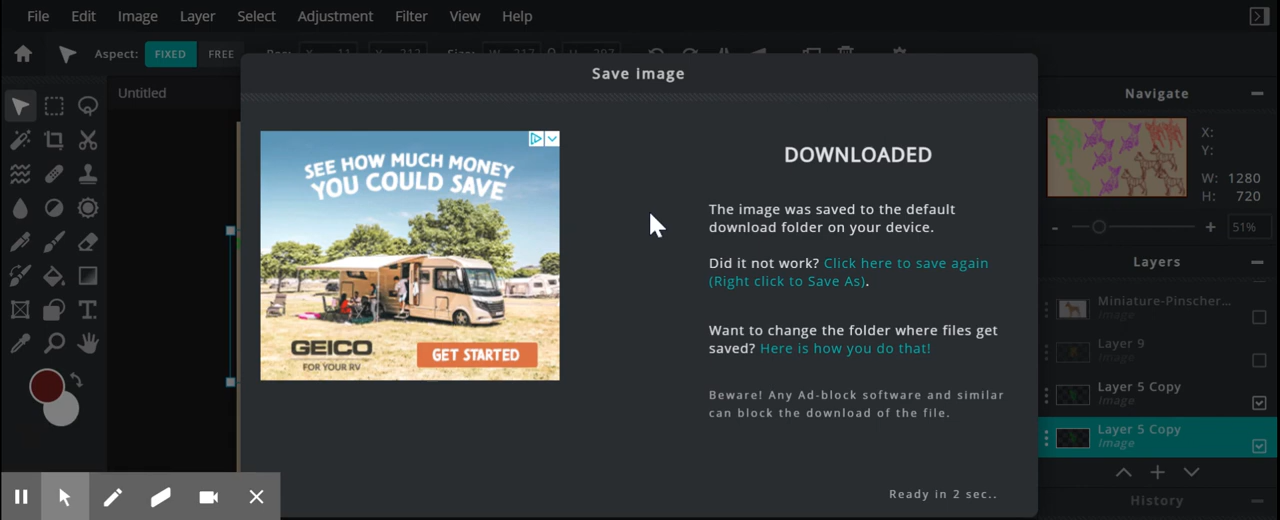 File Edit Image Layer Select Adjustment Filter View Help
Aspect: FIXED FREE
Untitled
Save image
SEE HOW MUCH MONEY
YOU COULD SAVE
GEICO
FOR YOUR RV
GET STARTED
DOWNLOADED
The image was saved to the default
download folder on your device.
Did it not work? Click here to save again
(Right click to Save As).
Want to change the folder where files get
saved? Here is how you do that!
Beware! Any Ad-block software and similar
can block the download of the file.
Ready in 2 sec..
Navigate
X:
Y:
W: 1280
H: 720
- + 51%
Layers
Miniature-Pinscher...
Image
Layer 9
Image
Layer 5 Copy
Image
Layer 5 Copy
Image
History